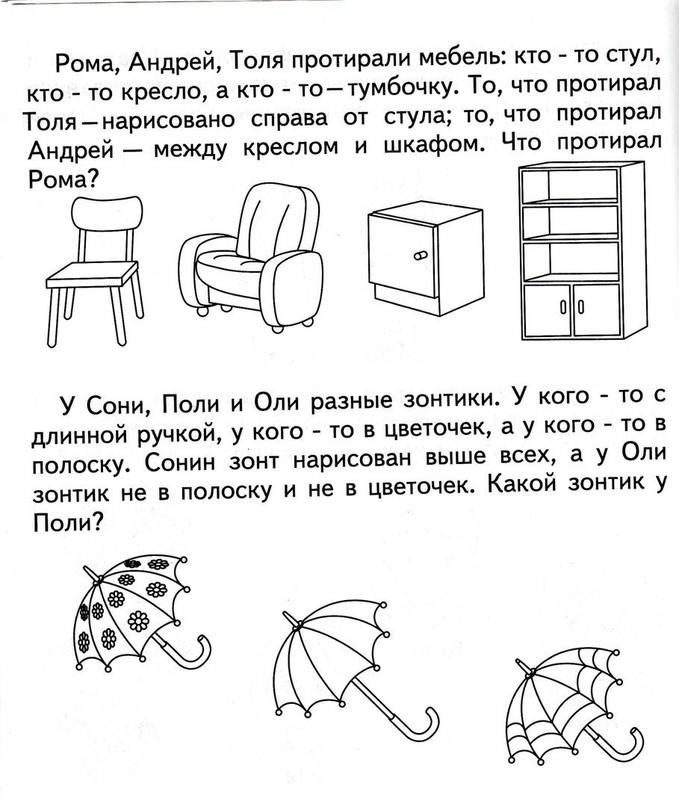 Рома, Андрей, Толя протирали мебель: кто - то стул,
кто - то кресло, а кто - то — тумбочку. То, что протирал
Толя — нарисовано справа от стула; то, что протирал
Андрей — между креслом и шкафом. Что протирал
Рома?
У Сони, Поли и Оли разные зонтики. У кого - то с
длинной ручкой, у кого - то в цветочек, а у кого - то в
полоску. Сонин зонт нарисован выше всех, а у Оли
зонтик не в полоску и не в цветочек. Какой зонтик у
Поли?